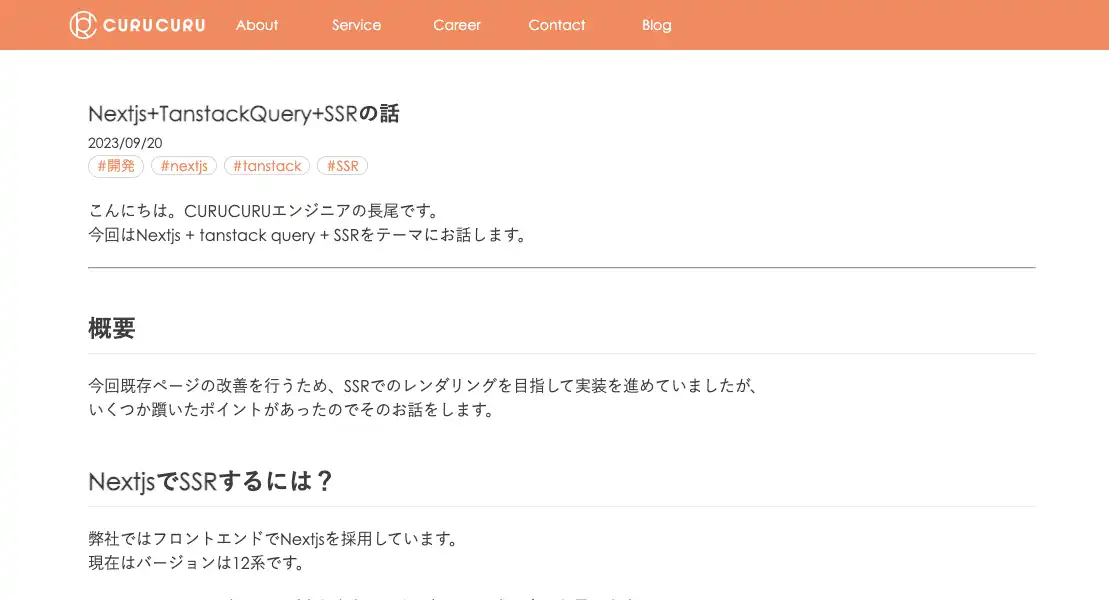 CURUCURU About Service Career Contact Blog
Nextjs+TanstackQuery+SSRの話
2023/09/20
#開発 #nextjs #tanstack #SSR
こんにちは。CURUCURUエンジニアの長尾です。
今回はNextjs + tanstack query + SSRをテーマにお話します。
概要
今回既存ページの改善を行うため、SSRでのレンダリングを目指して実装を進めていましたが、
いくつか躓いたポイントがあったのでそのお話をします。
NextjsでSSRするには？
弊社ではフロントエンドでNextjsを採用しています。
現在はバージョンは12系です。